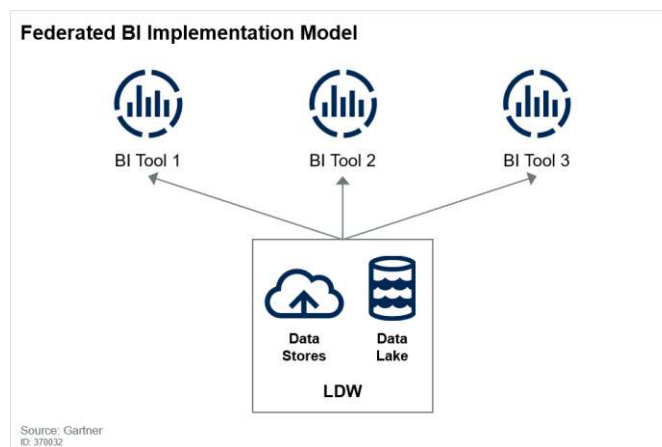 Federated BI Implementation Model
BI Tool 1
BI Tool 2
BI Tool 3
Data
Stores
Data
Lake
LDW
Source: Gartner
ID: 370032